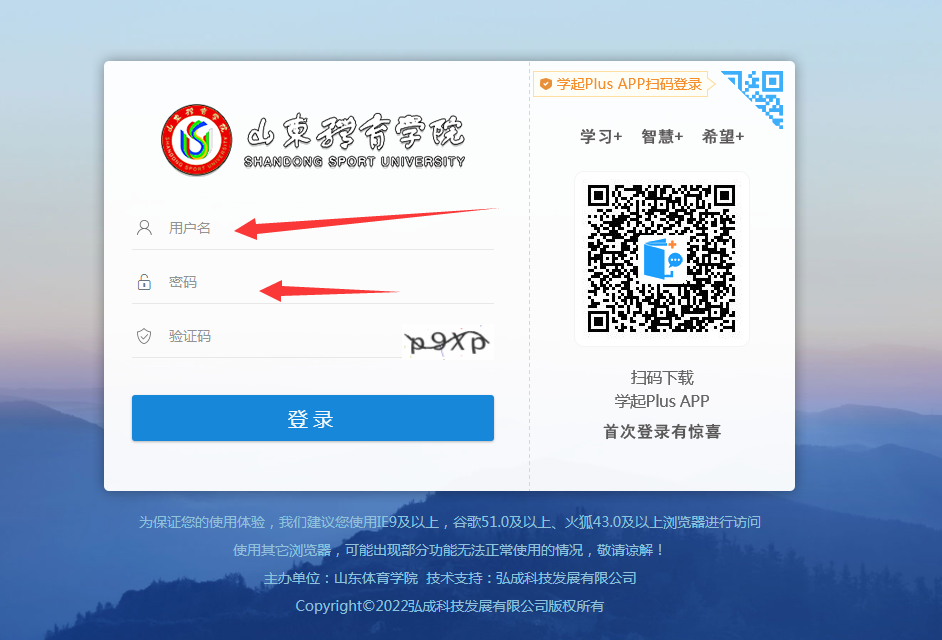 山东体育学院
SHANDONG SPORT UNIVERSITY
用户名
密码
验证码
p9xp
登录
学起Plus APP扫码登录
学习+ 智慧+ 希望+
扫码下载
学起Plus APP
首次登录有惊喜
为保证您的使用体验，我们建议您使用IE9及以上，谷歌51.0及以上、火狐43.0及以上浏览器进行访问
使用其它浏览器，可能出现部分功能无法正常使用的情况，敬请谅解！
主办单位：山东体育学院 技术支持：弘成科技发展有限公司
Copyright©2022弘成科技发展有限公司版权所有